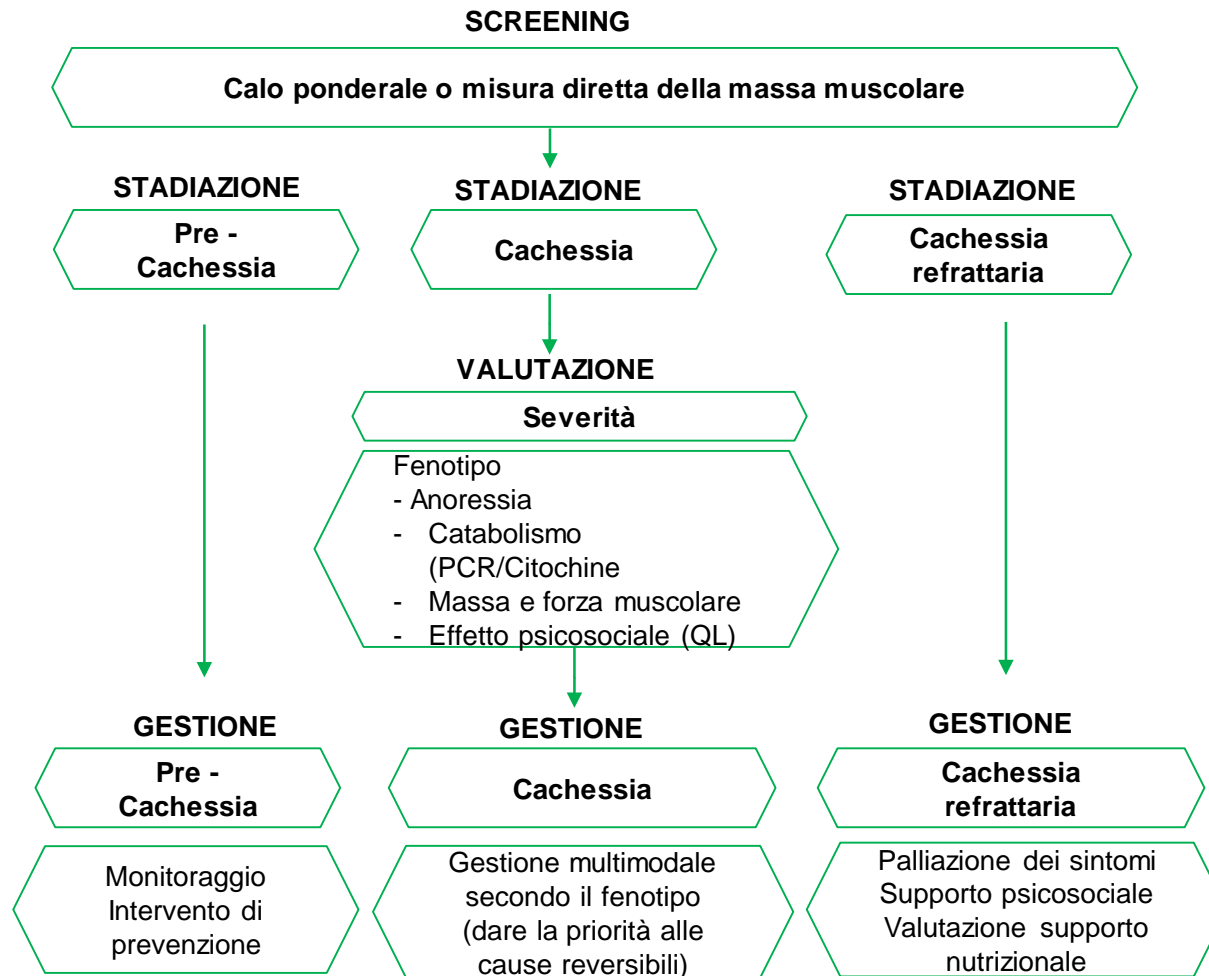 SCREENING
Calo ponderale o misura diretta della massa muscolare
STADIAZIONE
Pre -
Cachessia
STADIAZIONE
Cachessia
STADIAZIONE
Cachessia
refrattaria
VALUTAZIONE
Severità
Fenotipo
- Anoressia
- Catabolismo
(PCR/Citochine
- Massa e forza muscolare
- Effetto psicosociale (QL)
GESTIONE
Pre -
Cachessia
Monitoraggio
Intervento di
prevenzione
GESTIONE
Cachessia
Gestione multimodale
secondo il fenotipo
(dare la priorità alle
cause reversibili)
GESTIONE
Cachessia
refrattaria
Palliazione dei sintomi
Supporto psicosociale
Valutazione supporto
nutrizionale